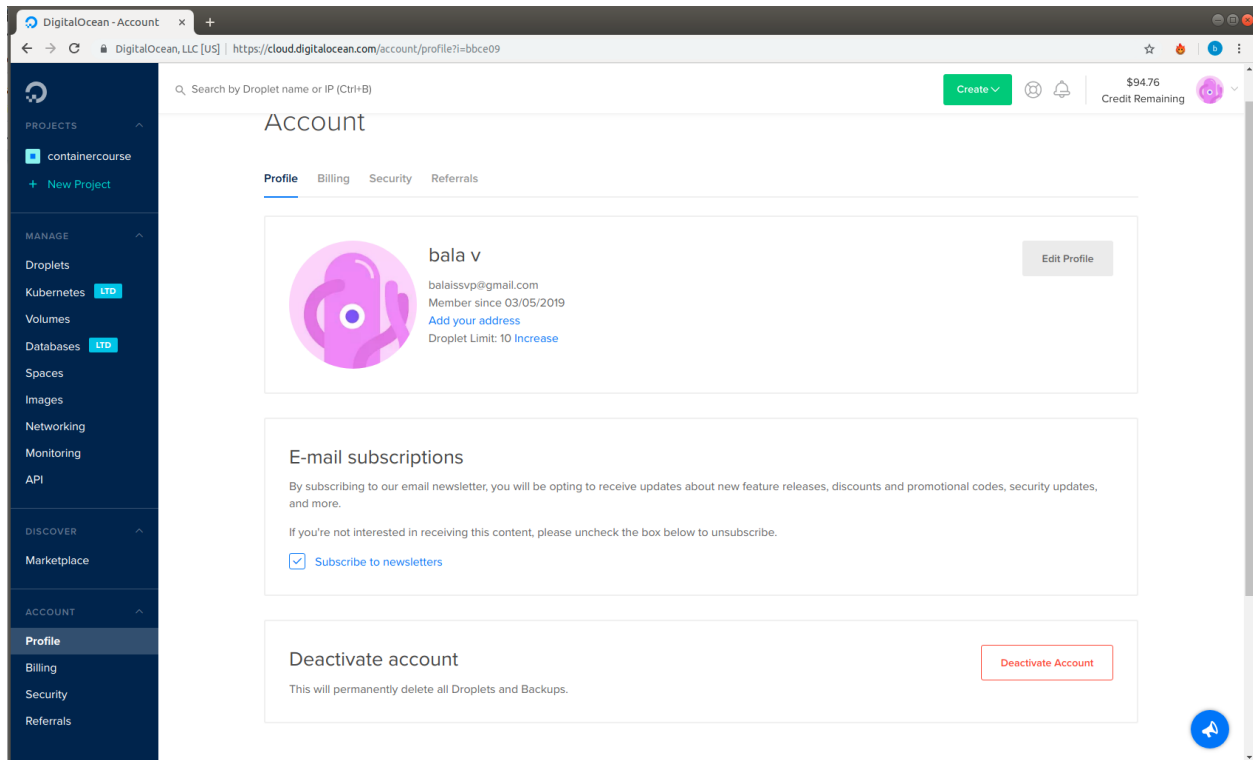 DigitalOcean - Account
DigitalOcean, LLC [US] | https://cloud.digitalocean.com/account/profile?i=bbce09
b
Search by Droplet name or IP (Ctrl+B)
Create
$94.76
Credit Remaining
PROJECTS
containercourse
+ New Project
MANAGE
Droplets
Kubernetes LTD
Volumes
Databases LTD
Spaces
Images
Networking
Monitoring
API
DISCOVER
Marketplace
ACCOUNT
Profile
Billing
Security
Referrals
Account
Profile Billing Security Referrals
bala v
balaissvp@gmail.com
Member since 03/05/2019
Add your address
Droplet Limit: 10 Increase
Edit Profile
E-mail subscriptions
By subscribing to our email newsletter, you will be opting to receive updates about new feature releases, discounts and promotional codes, security updates,
and more.
If you're not interested in receiving this content, please uncheck the box below to unsubscribe.
Subscribe to newsletters
Deactivate account
This will permanently delete all Droplets and Backups.
Deactivate Account